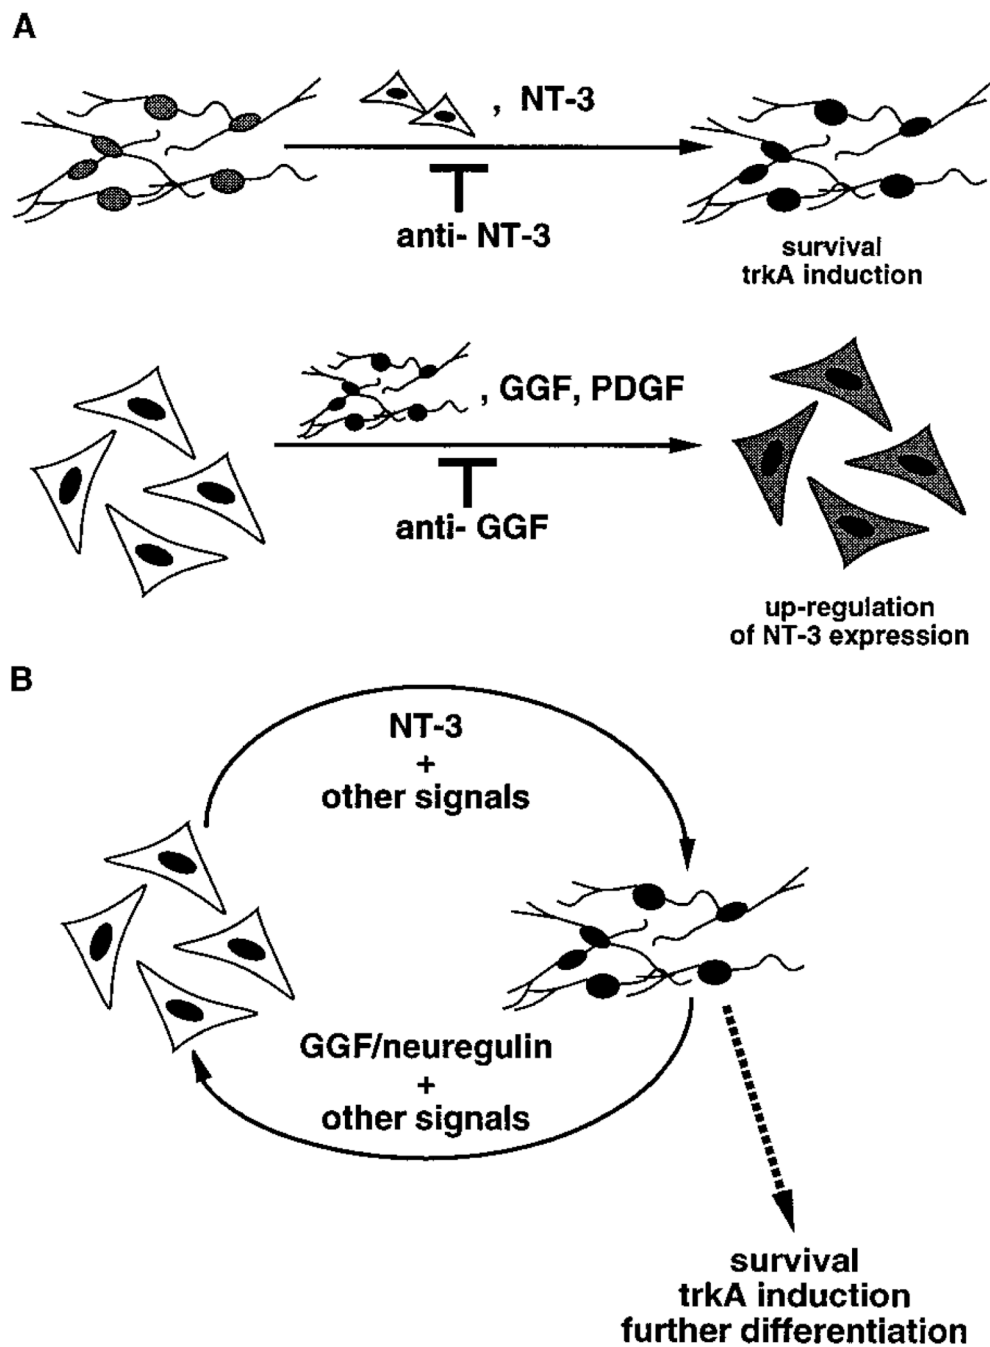 A
, NT-3
anti- NT-3
survival
trkA induction
, GGF, PDGF
anti- GGF
up-regulation
of NT-3 expression
B
NT-3
+
other signals
GGF/neuregulin
+
other signals
survival
trkA induction
further differentiation